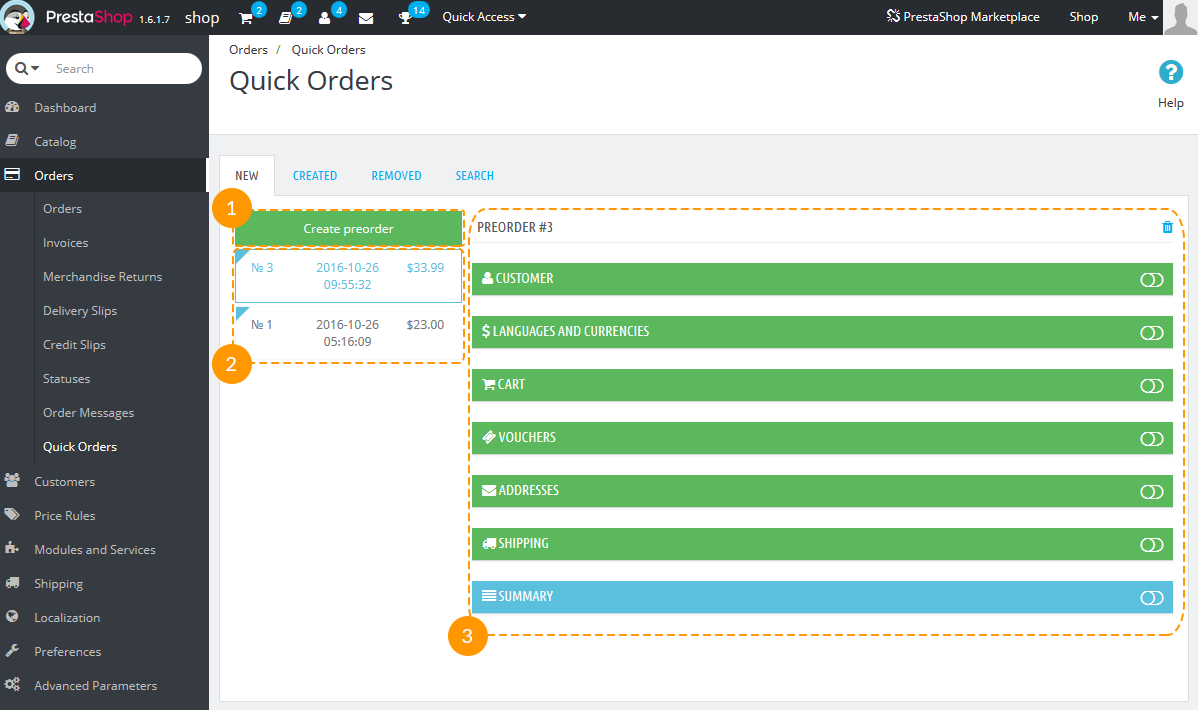 PrestaShop 1.6.1.7 shop 2 2 4 14 Quick Access PrestaShop Marketplace Shop Me
Search
Dashboard
Catalog
Orders
Orders
Invoices
Merchandise Returns
Delivery Slips
Credit Slips
Statuses
Order Messages
Quick Orders
Customers
Price Rules
Modules and Services
Shipping
Localization
Preferences
Advanced Parameters
Orders / Quick Orders
Quick Orders
? Help
NEW CREATED REMOVED SEARCH
1
Create preorder
№ 3 2016-10-26 $33.99
09:55:32
№ 1 2016-10-26 $23.00
05:16:09
2
PREORDER #3
CUSTOMER
$ LANGUAGES AND CURRENCIES
CART
VOUCHERS
ADDRESSES
SHIPPING
SUMMARY
3